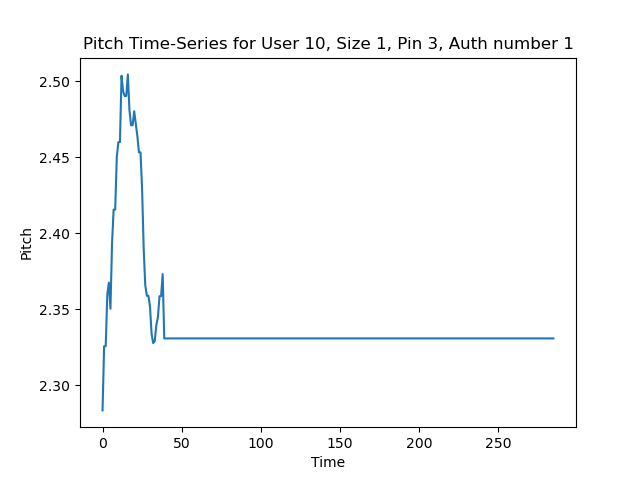 Pitch Time-Series for User 10, Size 1, Pin 3, Auth number 1
2.50
2.45
2.40
2.35
2.30
Pitch
0 50 100 150 200 250
Time